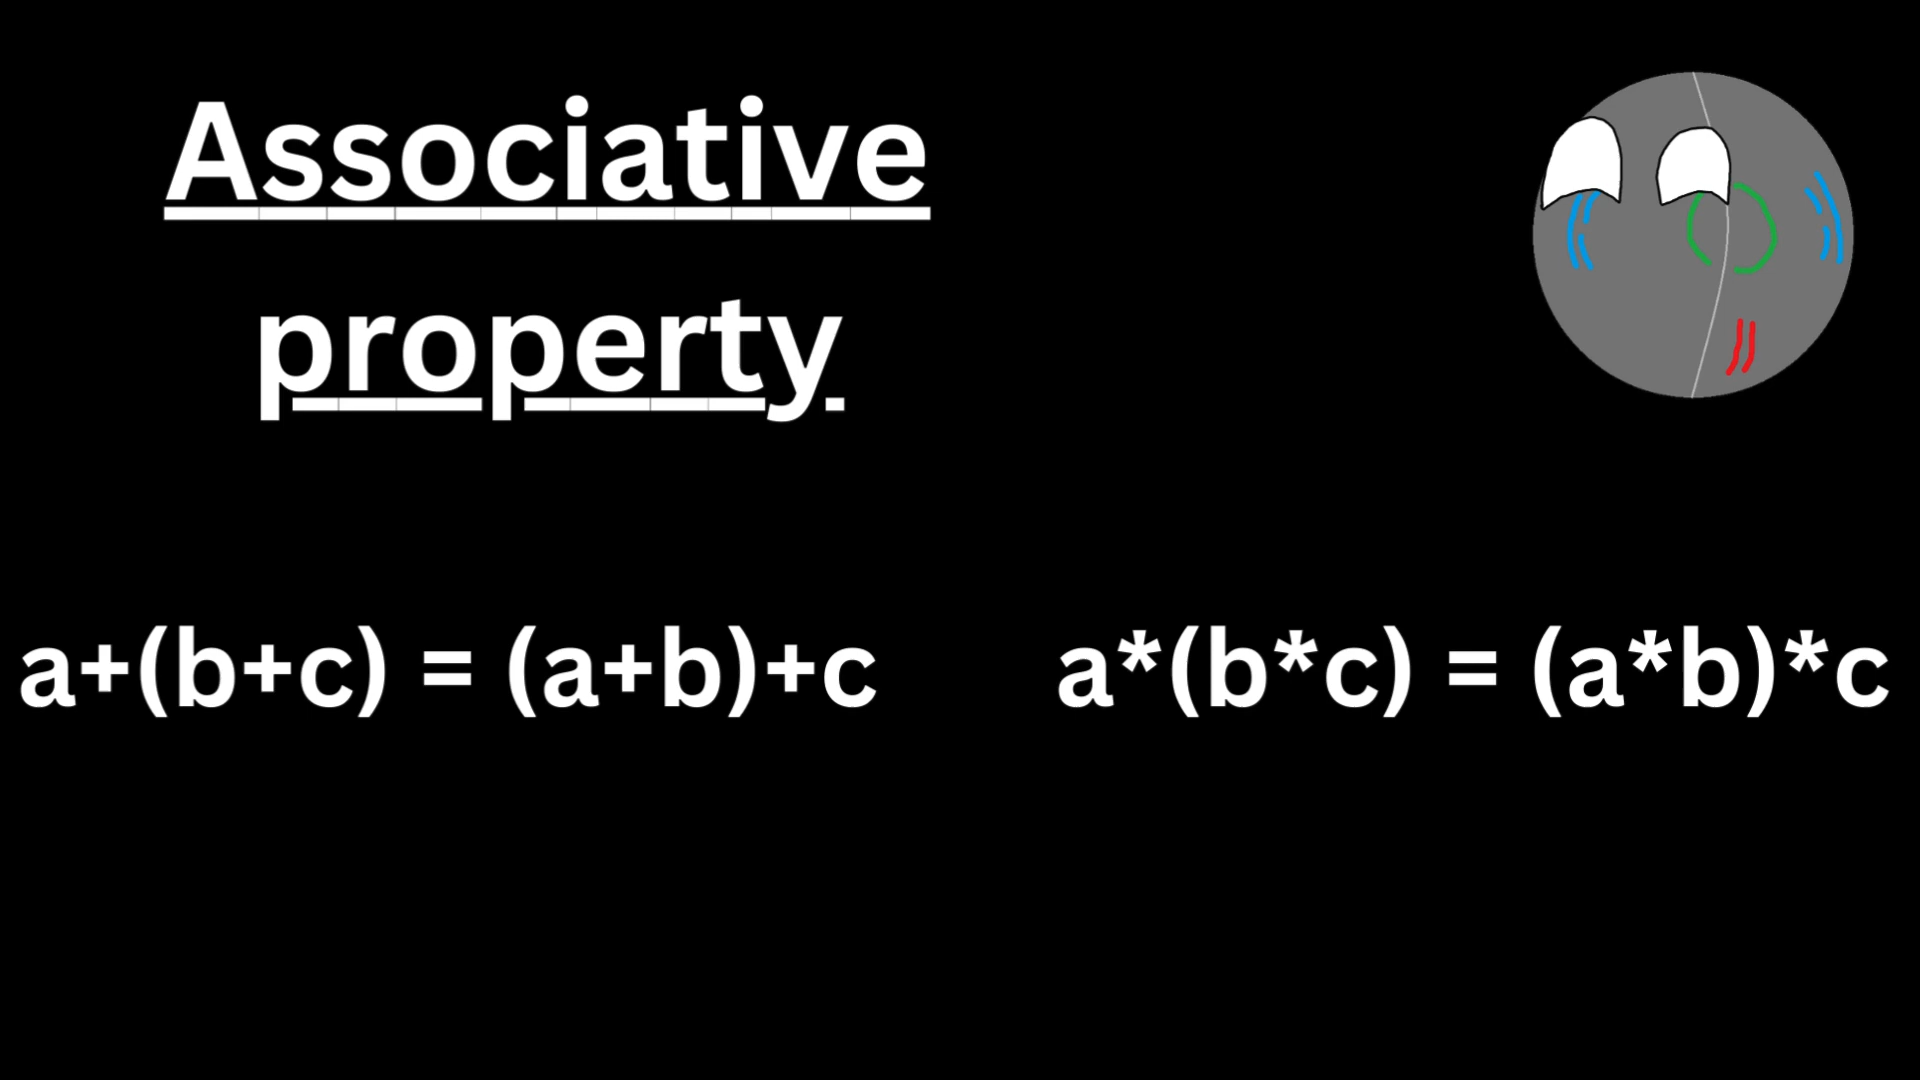 Associative
property
a+(b+c) = (a+b)+c
a*(b*c) = (a*b)*c